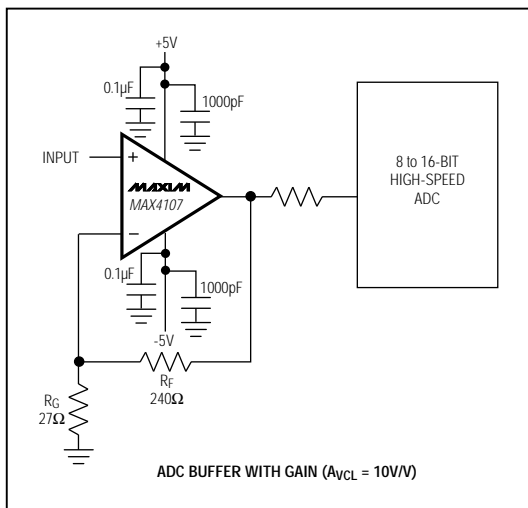 +5V
0.1µF
1000pF
INPUT
+
MAXIM
MAX4107
−
8 to 16-BIT
HIGH-SPEED
ADC
0.1µF
1000pF
-5V
RG
27Ω
RF
240Ω
ADC BUFFER WITH GAIN (AVCL = 10V/V)